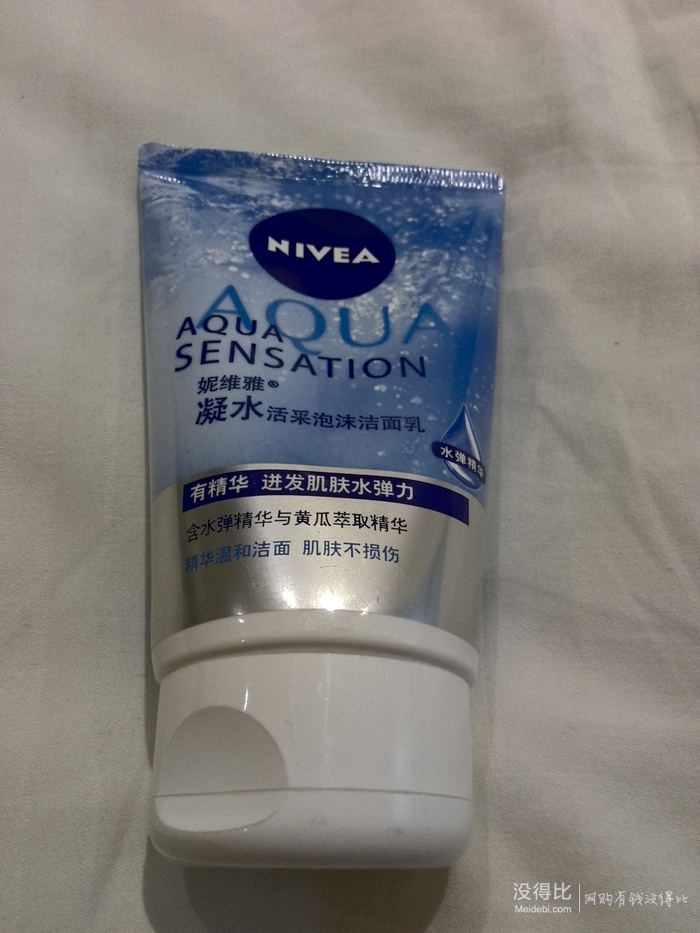 NIVEA
AQUA
AQUA
SENSATION
妮维雅®
凝水活采泡沫洁面乳
水弹精华
有精华 迸发肌肤水弹力
含水弹精华与黄瓜萃取精华
精华温和洁面 肌肤不损伤
没得比
Meidebi.com
网购省钱没得比